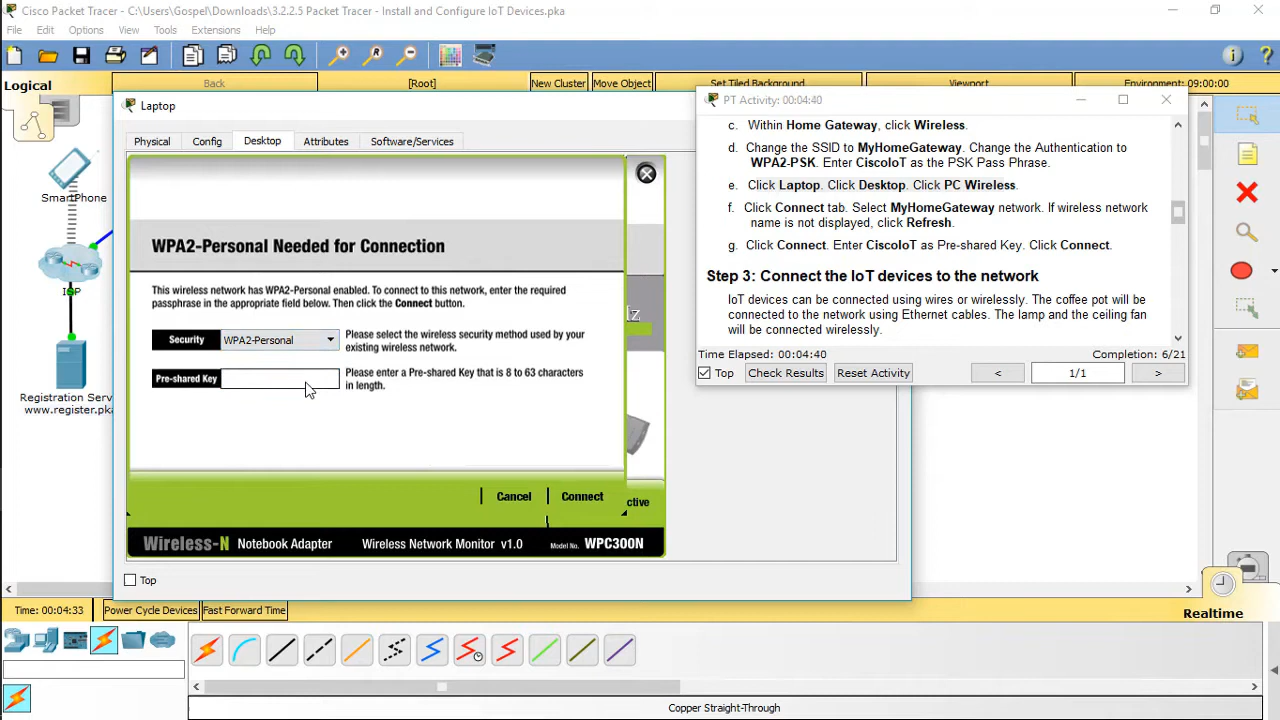 Cisco Packet Tracer - C:\Users\Gospel\Downloads\3.2.2.5 Packet Tracer - Install and Configure IoT Devices.pka
File Edit Options View Tools Extensions Help
Logical
Back
[Root]
New Cluster
Move Object
Set Tiled Background
Viewport
Environment: 09:00:00
SmartPhone
ISP
Registration Serv
www.register.pka
Laptop
Physical Config Desktop Attributes Software/Services
WPA2-Personal Needed for Connection
This wireless network has WPA2-Personal enabled. To connect to this network, enter the required
passphrase in the appropriate field below. Then click the Connect button.
Security
WPA2-Personal
Please select the wireless security method used by your
existing wireless network.
Pre-shared Key
Please enter a Pre-shared Key that is 8 to 63 characters
in length.
Cancel
Connect
Hz
ctive
Wireless-N Notebook Adapter
Wireless Network Monitor v1.0
Model No. WPC300N
Top
PT Activity: 00:04:40
c. Within Home Gateway, click Wireless.
d. Change the SSID to MyHomeGateway. Change the Authentication to
WPA2-PSK. Enter CiscoIoT as the PSK Pass Phrase.
e. Click Laptop. Click Desktop. Click PC Wireless.
f. Click Connect tab. Select MyHomeGateway network. If wireless network
name is not displayed, click Refresh.
g. Click Connect. Enter CiscoIoT as Pre-shared Key. Click Connect.
Step 3: Connect the IoT devices to the network
IoT devices can be connected using wires or wirelessly. The coffee pot will be
connected to the network using Ethernet cables. The lamp and the ceiling fan
will be connected wirelessly.
Time Elapsed: 00:04:40
Completion: 6/21
Top
Check Results
Reset Activity
<
1/1
>
Time: 00:04:33
Power Cycle Devices
Fast Forward Time
Realtime
Copper Straight-Through